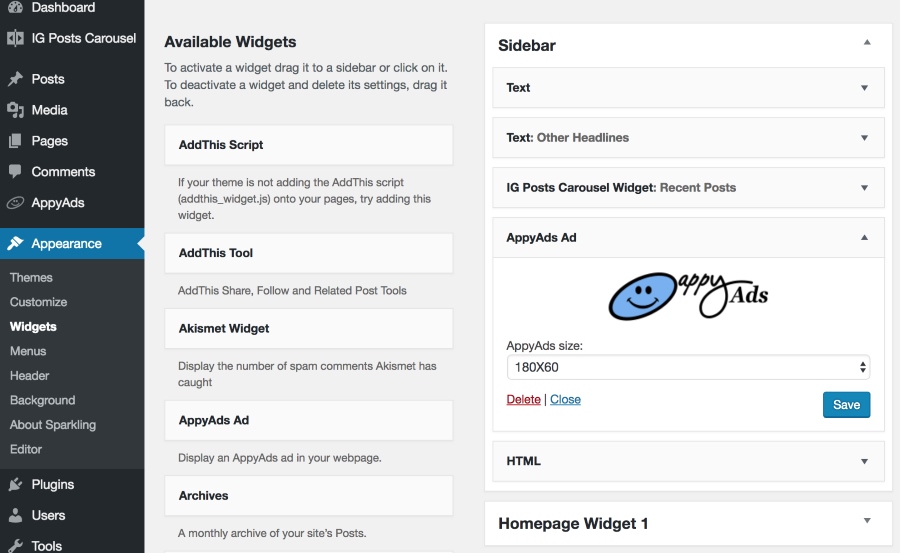 Dashboard
IG Posts Carousel
Posts
Media
Pages
Comments
AppyAds
Appearance
Themes
Customize
Widgets
Menus
Header
Background
About Sparkling
Editor
Plugins
Users
Tools
Available Widgets
To activate a widget drag it to a sidebar or click on it.
To deactivate a widget and delete its settings, drag it
back.
AddThis Script
If your theme is not adding the AddThis script
(addthis_widget.js) onto your pages, try adding this
widget.
AddThis Tool
AddThis Share, Follow and Related Post Tools
Akismet Widget
Display the number of spam comments Akismet has
caught
AppyAds Ad
Display an AppyAds ad in your webpage.
Archives
A monthly archive of your site's Posts.
Sidebar
Text
Text: Other Headlines
IG Posts Carousel Widget: Recent Posts
AppyAds Ad
appy Ads
AppyAds size:
180X60
Delete | Close
Save
HTML
Homepage Widget 1